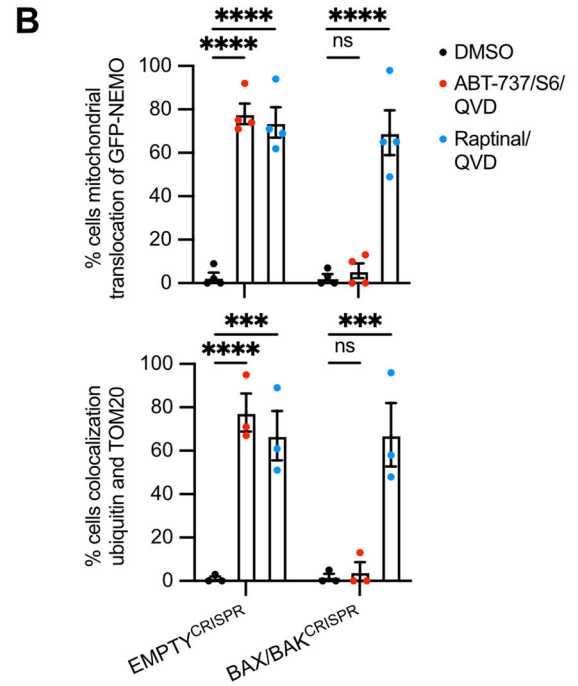 B
**** ****
**** ns
% cells mitochondrial
translocation of GFP-NEMO
100
80
60
40
20
0
DMSO
ABT-737/S6/
QVD
Raptinal/
QVD
*** ***
**** ns
% cells colocalization
ubiquitin and TOM20
100
80
60
40
20
0
EMPTYCRISPR
BAX/BAKCRISPR